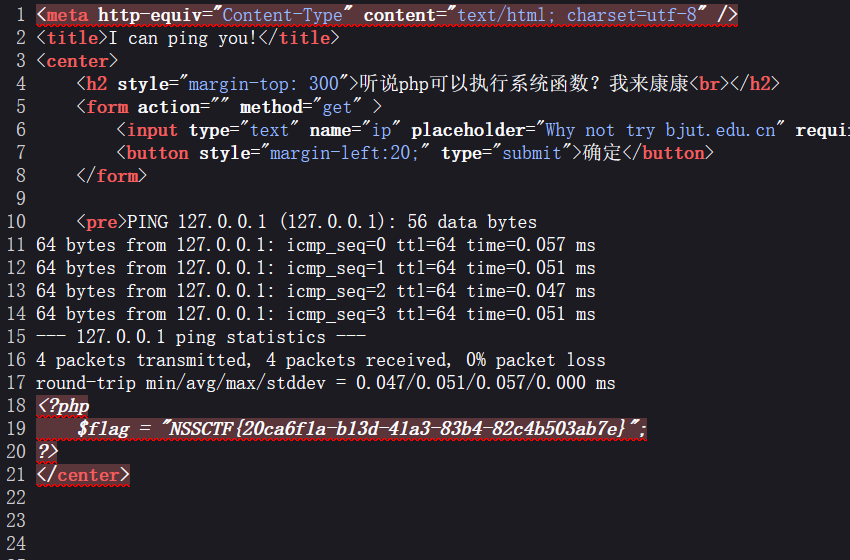 1 <meta http-equiv="Content-Type" content="text/html; charset=utf-8" />
2 <title>I can ping you!</title>
3 <center>
4 <h2 style="margin-top: 300">听说php可以执行系统函数？我来康康<br></h2>
5 <form action="" method="get" >
6 <input type="text" name="ip" placeholder="Why not try bjut.edu.cn" requi
7 <button style="margin-left:20;" type="submit">确定</button>
8 </form>
9
10 <pre>PING 127.0.0.1 (127.0.0.1): 56 data bytes
11 64 bytes from 127.0.0.1: icmp_seq=0 ttl=64 time=0.057 ms
12 64 bytes from 127.0.0.1: icmp_seq=1 ttl=64 time=0.051 ms
13 64 bytes from 127.0.0.1: icmp_seq=2 ttl=64 time=0.047 ms
14 64 bytes from 127.0.0.1: icmp_seq=3 ttl=64 time=0.051 ms
15 --- 127.0.0.1 ping statistics ---
16 4 packets transmitted, 4 packets received, 0% packet loss
17 round-trip min/avg/max/stddev = 0.047/0.051/0.057/0.000 ms
18 <?php
19 $flag = "NSSCTF{20ca6f1a-b13d-41a3-83b4-82c4b503ab7e}";
20 ?>
21 </center>
22
23
24